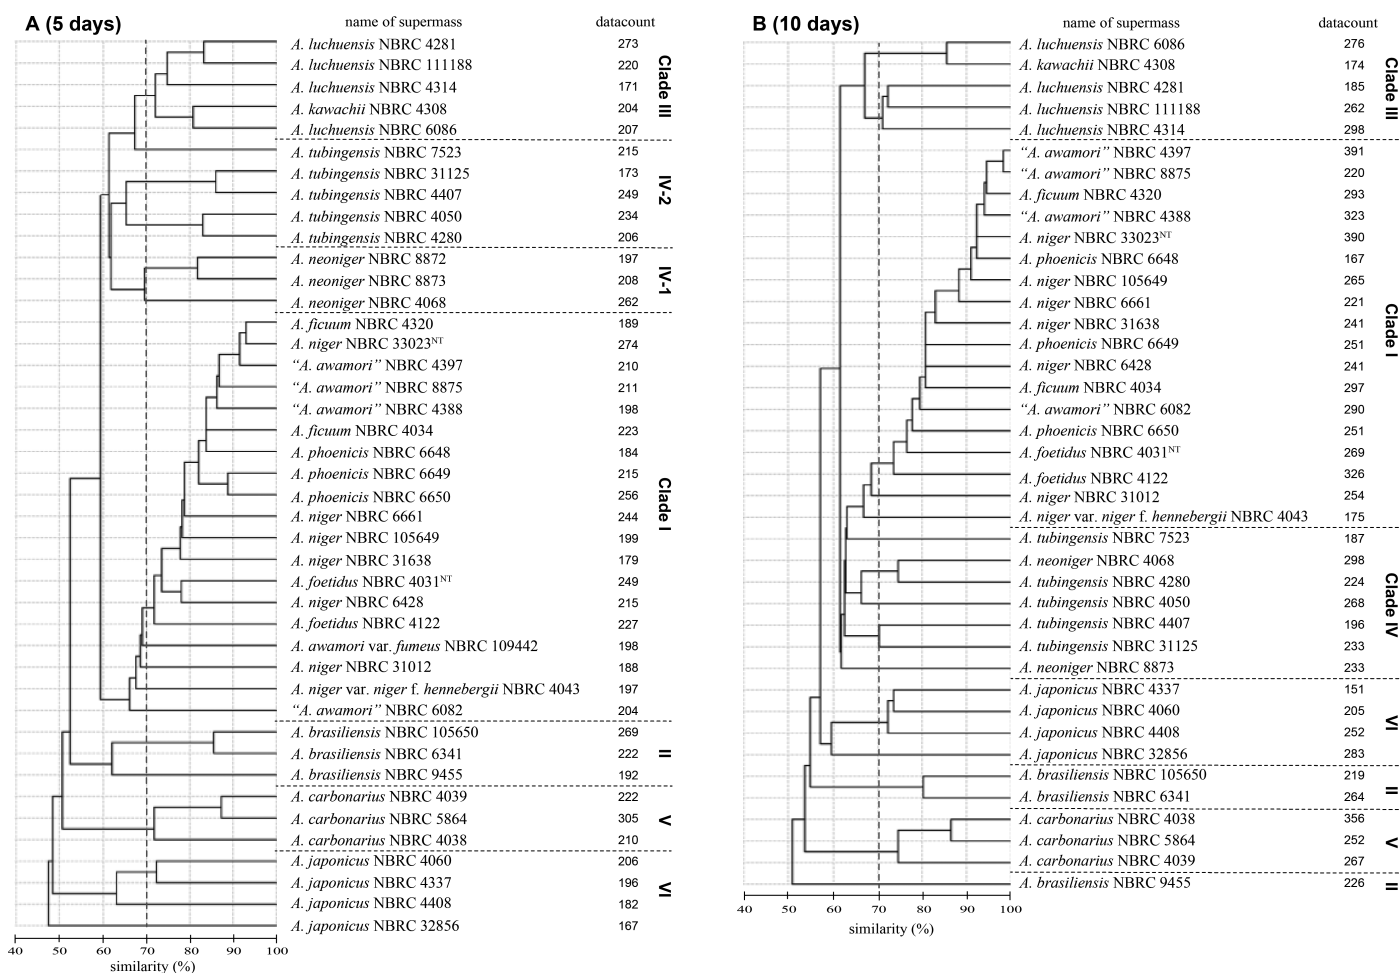 A (5 days) name of supermass datacount
A. luchuensis NBRC 4281 273
A. luchuensis NBRC 111188 220
A. luchuensis NBRC 4314 171
A. kawachii NBRC 4308 204
A. luchuensis NBRC 6086 207
Clade III
A. tubingensis NBRC 7523 215
A. tubingensis NBRC 31125 173
A. tubingensis NBRC 4407 249
A. tubingensis NBRC 4050 234
A. tubingensis NBRC 4280 206
IV-2
A. neoniger NBRC 8872 197
A. neoniger NBRC 8873 208
A. neoniger NBRC 4068 262
IV-1
A. ficuum NBRC 4320 189
A. niger NBRC 33023NT 274
“A. awamori” NBRC 4397 210
“A. awamori” NBRC 8875 211
“A. awamori” NBRC 4388 198
A. ficuum NBRC 4034 223
A. phoenicis NBRC 6648 184
A. phoenicis NBRC 6649 215
A. phoenicis NBRC 6650 256
A. niger NBRC 6661 244
A. niger NBRC 105649 199
A. niger NBRC 31638 179
A. foetidus NBRC 4031NT 249
A. niger NBRC 6428 215
A. foetidus NBRC 4122 227
A. awamori var. fumeus NBRC 109442 198
A. niger NBRC 31012 188
A. niger var. niger f. hennebergii NBRC 4043 197
“A. awamori” NBRC 6082 204
Clade I
A. brasiliensis NBRC 105650 269
A. brasiliensis NBRC 6341 222
A. brasiliensis NBRC 9455 192
II
A. carbonarius NBRC 4039 222
A. carbonarius NBRC 5864 305
A. carbonarius NBRC 4038 210
V
A. japonicus NBRC 4060 206
A. japonicus NBRC 4337 196
A. japonicus NBRC 4408 182
A. japonicus NBRC 32856 167
VI
40 50 60 70 80 90 100
similarity (%)
B (10 days) name of supermass datacount
A. luchuensis NBRC 6086 276
A. kawachii NBRC 4308 174
A. luchuensis NBRC 4281 185
A. luchuensis NBRC 111188 262
A. luchuensis NBRC 4314 298
Clade III
“A. awamori” NBRC 4397 391
“A. awamori” NBRC 8875 220
A. ficuum NBRC 4320 293
“A. awamori” NBRC 4388 323
A. niger NBRC 33023NT 390
A. phoenicis NBRC 6648 167
A. niger NBRC 105649 265
A. niger NBRC 6661 221
A. niger NBRC 31638 241
A. phoenicis NBRC 6649 251
A. niger NBRC 6428 241
A. ficuum NBRC 4034 297
“A. awamori” NBRC 6082 290
A. phoenicis NBRC 6650 251
A. foetidus NBRC 4031NT 269
A. foetidus NBRC 4122 326
A. niger NBRC 31012 254
A. niger var. niger f. hennebergii NBRC 4043 175
Clade I
A. tubingensis NBRC 7523 187
A. neoniger NBRC 4068 298
A. tubingensis NBRC 4280 224
A. tubingensis NBRC 4050 268
A. tubingensis NBRC 4407 196
A. tubingensis NBRC 31125 233
A. neoniger NBRC 8873 233
Clade IV
A. japonicus NBRC 4337 151
A. japonicus NBRC 4060 205
A. japonicus NBRC 4408 252
A. japonicus NBRC 32856 283
VI
A. brasiliensis NBRC 105650 219
A. brasiliensis NBRC 6341 264
II
A. carbonarius NBRC 4038 356
A. carbonarius NBRC 5864 252
A. carbonarius NBRC 4039 267
V
A. brasiliensis NBRC 9455 226
II
40 50 60 70 80 90 100
similarity (%)